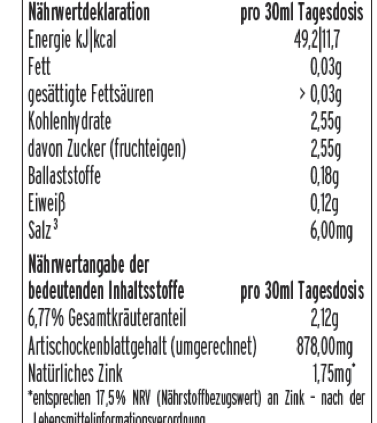 Nährwertdeklaration pro 30ml Tagesdosis
Energie kJ|kcal 49,2|11,7
Fett 0,03g
gesättigte Fettsäuren > 0,03g
Kohlenhydrate 2,55g
davon Zucker (fruchteigen) 2,55g
Ballaststoffe 0,18g
Eiweiß 0,12g
Salz³ 6,00mg
Nährwertangabe der
bedeutenden Inhaltsstoffe pro 30ml Tagesdosis
6,77% Gesamtkräuteranteil 2,12g
Artischockenblattgehalt (umgerechnet) 878,00mg
Natürliches Zink 1,75mg*
*entsprechen 17,5% NRV (Nährstoffbezugswert) an Zink - nach der
Lebensmittelinformationsverordnung